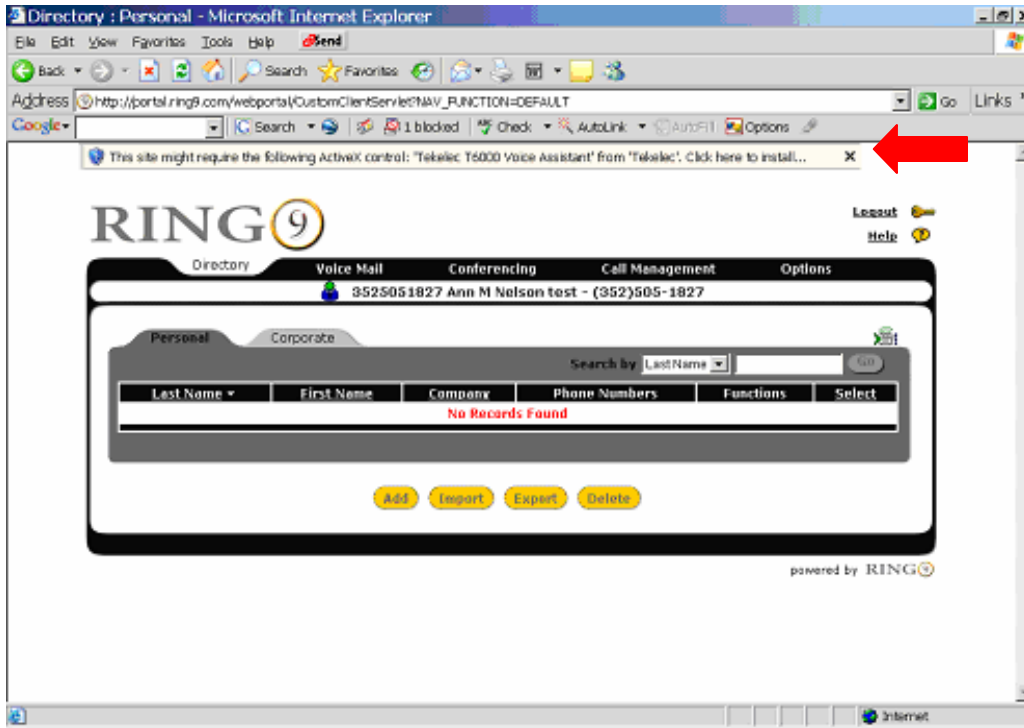 Directory : Personal - Microsoft Internet Explorer
File Edit View Favorites Tools Help Send
Back Search Favorites
Address http://portal.ring9.com/webportal/CustomClientServlet?NAV_FUNCTION=DEFAULT Go Links
Google Search 1 blocked Check AutoLink AutoFill Options
This site might require the following ActiveX control: 'Tekelec T6000 Voice Assistant' from 'Tekelec'. Click here to install...
RING9
Logout
Help
Directory Voice Mail Conferencing Call Management Options
3525051827 Ann M Nelson test - (352)505-1827
Personal Corporate
Search by LastName Go
Last Name First Name Company Phone Numbers Functions Select
No Records Found
Add Import Export Delete
powered by RING9
Internet